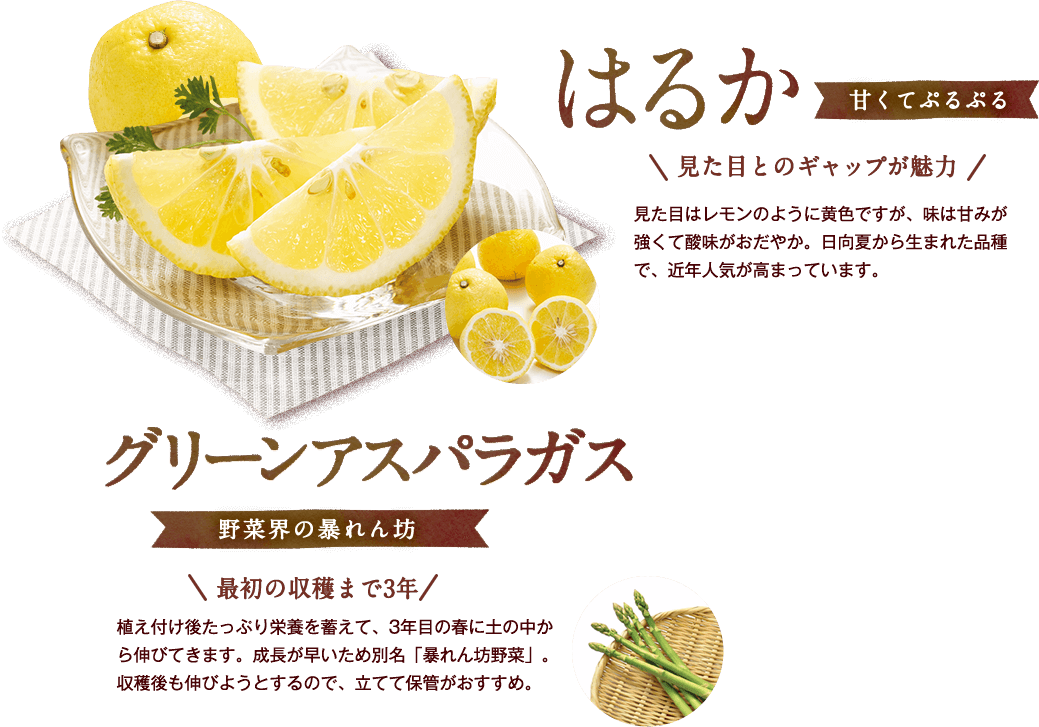 はるか
甘くてぷるぷる
見た目とのギャップが魅力
見た目はレモンのように黄色ですが、味は甘みが
強くて酸味がおだやか。日向夏から生まれた品種
で、近年人気が高まっています。
グリーンアスパラガス
野菜界の暴れん坊
最初の収穫まで3年
植え付け後たっぷり栄養を蓄えて、3年目の春に土の中か
ら伸びてきます。成長が早いため別名「暴れん坊野菜」。
収穫後も伸びようとするので、立てて保管がおすすめ。